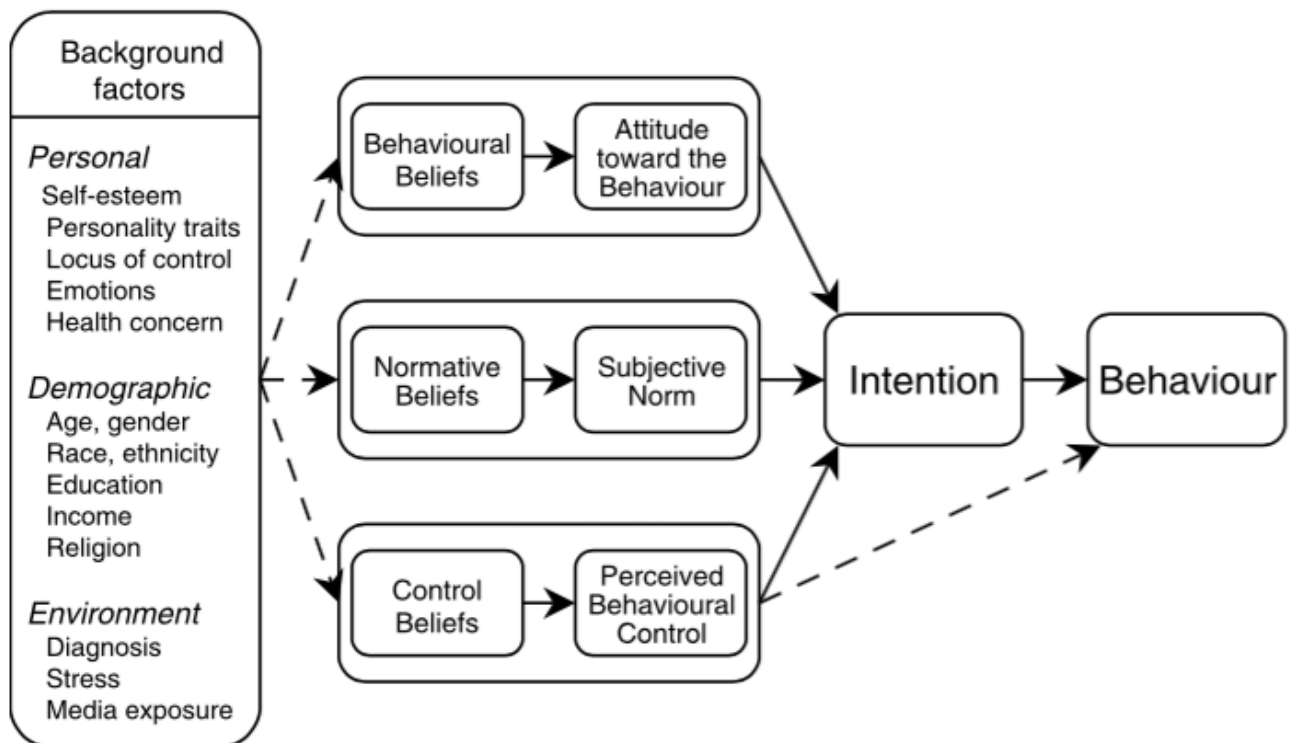 Background
factors
Personal
Self-esteem
Personality traits
Locus of control
Emotions
Health concern
Demographic
Age, gender
Race, ethnicity
Education
Income
Religion
Environment
Diagnosis
Stress
Media exposure
Behavioural
Beliefs
Attitude
toward the
Behaviour
Normative
Beliefs
Subjective
Norm
Control
Beliefs
Perceived
Behavioural
Control
Intention
Behaviour